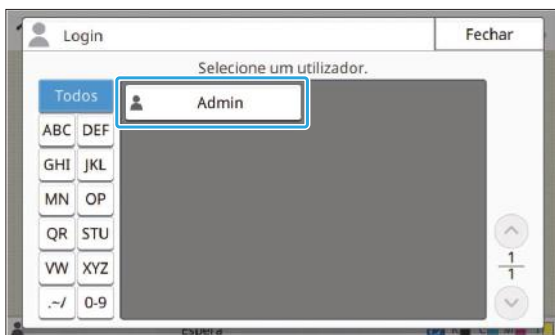 Login
Fechar
Selecione um utilizador.
Todos
Admin
ABC DEF
GHI JKL
MN OP
QR STU
VW XYZ
.~/ 0-9
1
1
Espera